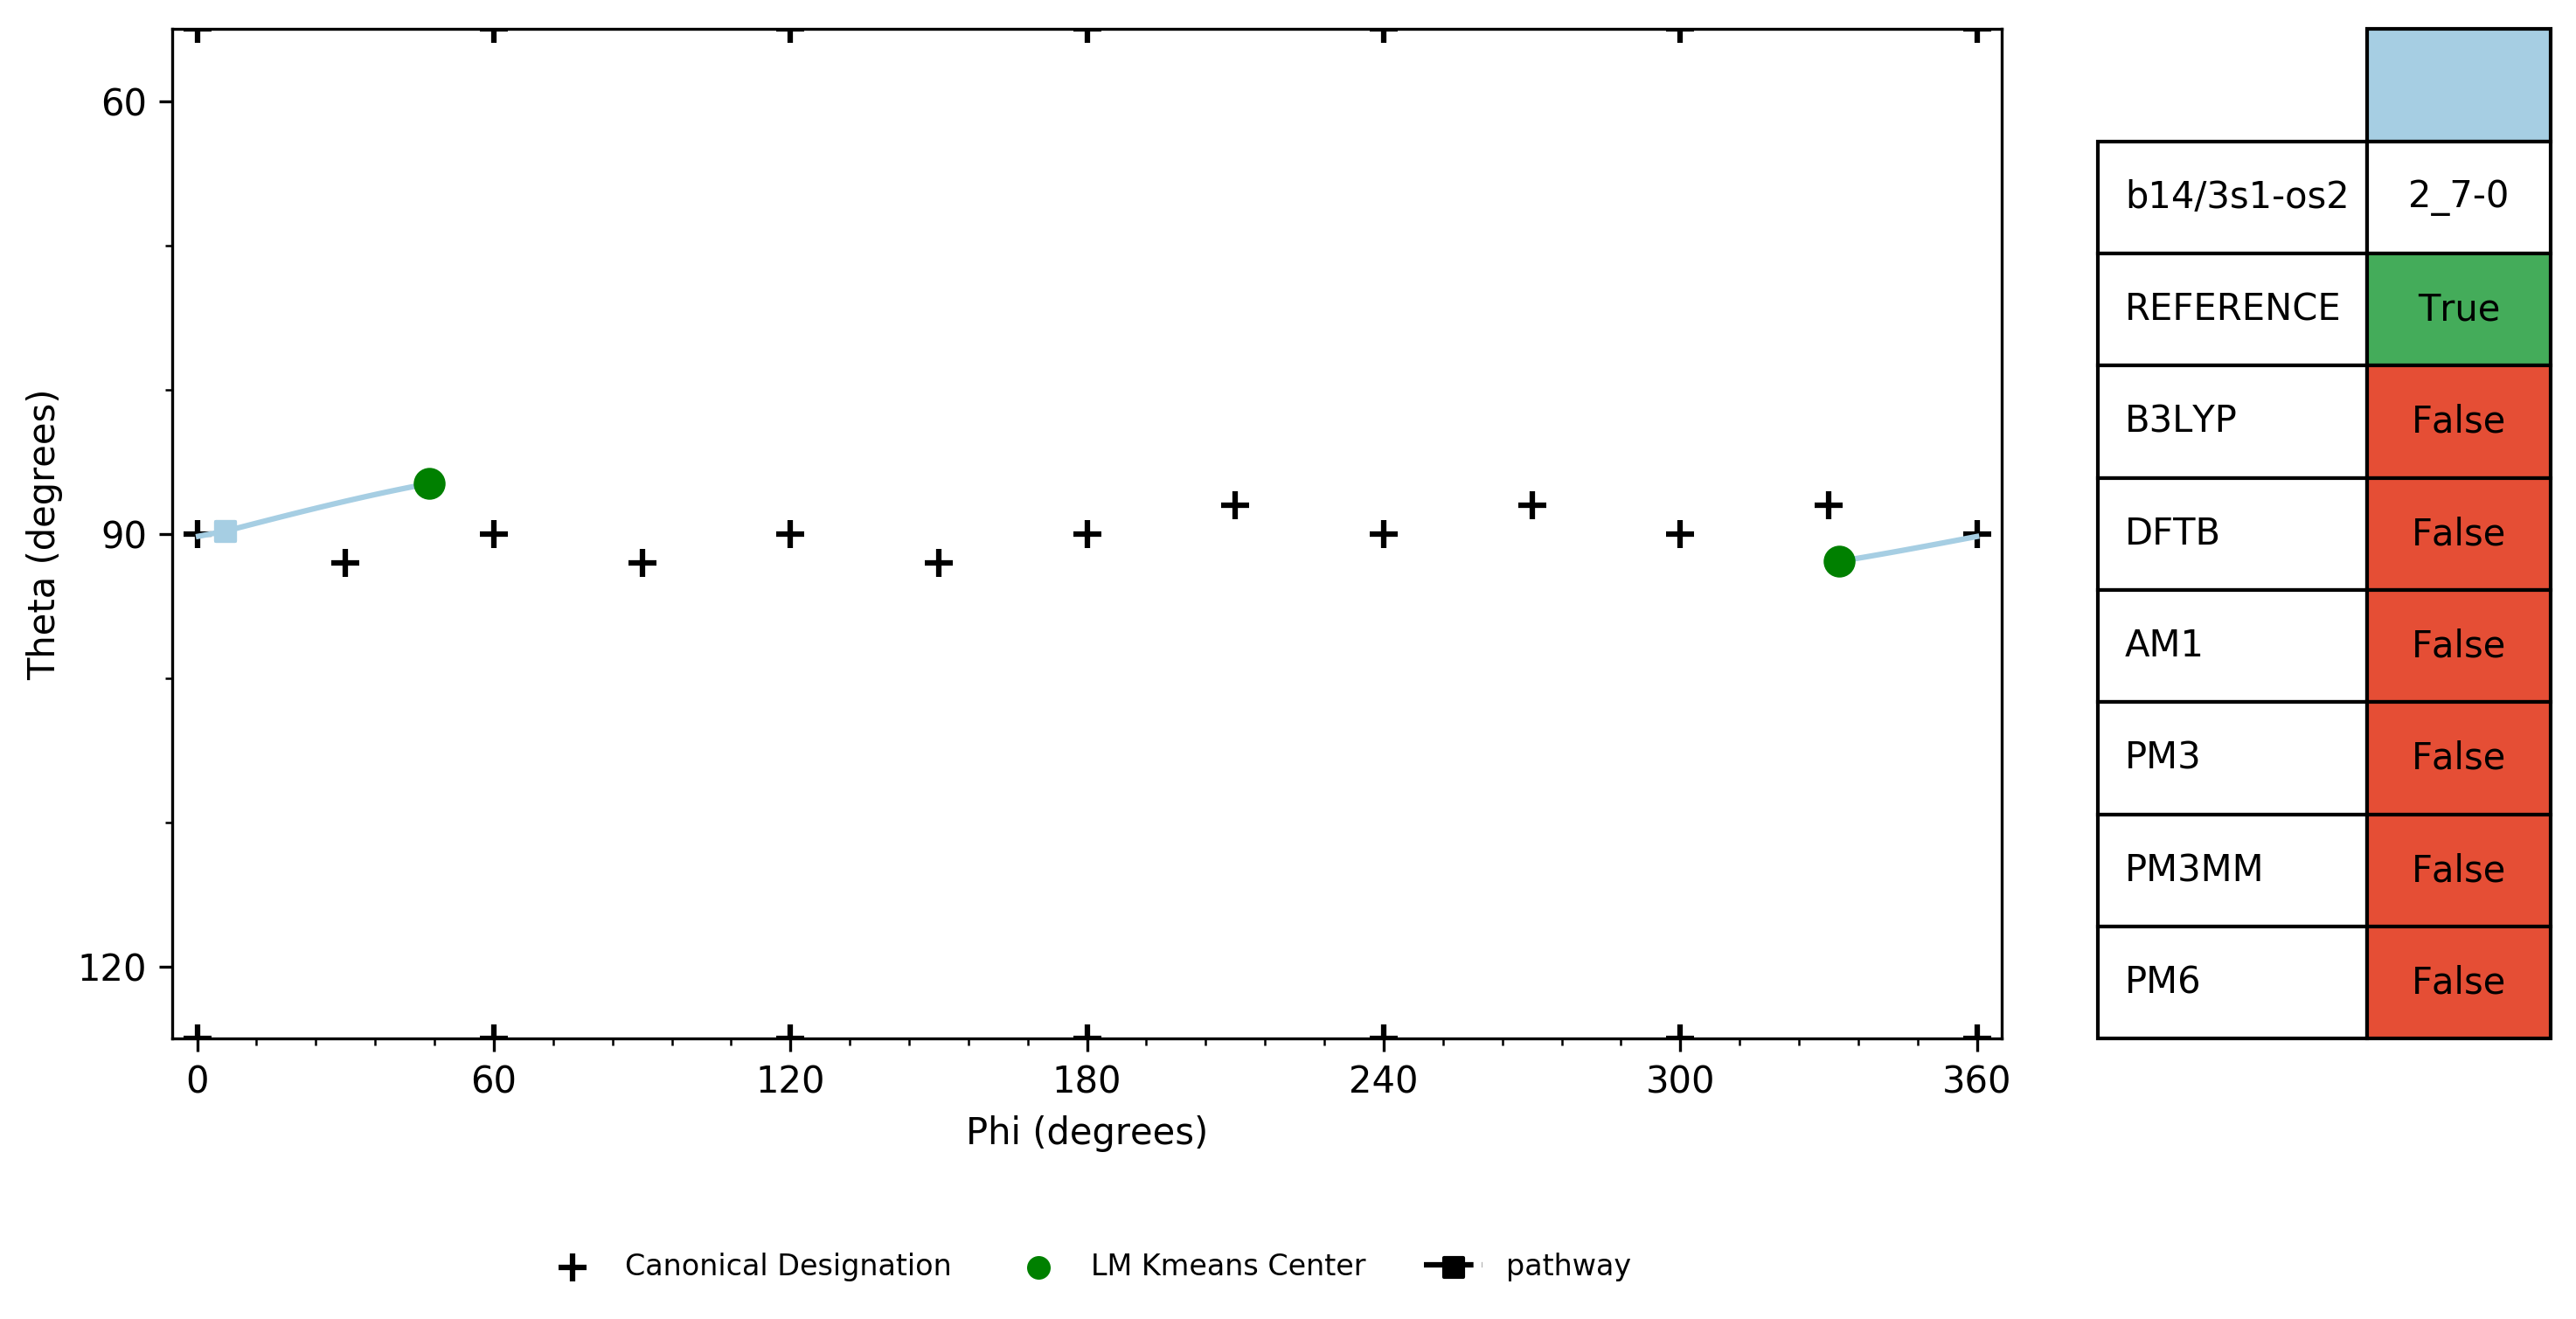 60
90
120
Theta (degrees)
0 60 120 180 240 300 360
Phi (degrees)
Canonical Designation LM Kmeans Center pathway
b14/3s1-os2 2_7-0
REFERENCE True
B3LYP False
DFTB False
AM1 False
PM3 False
PM3MM False
PM6 False